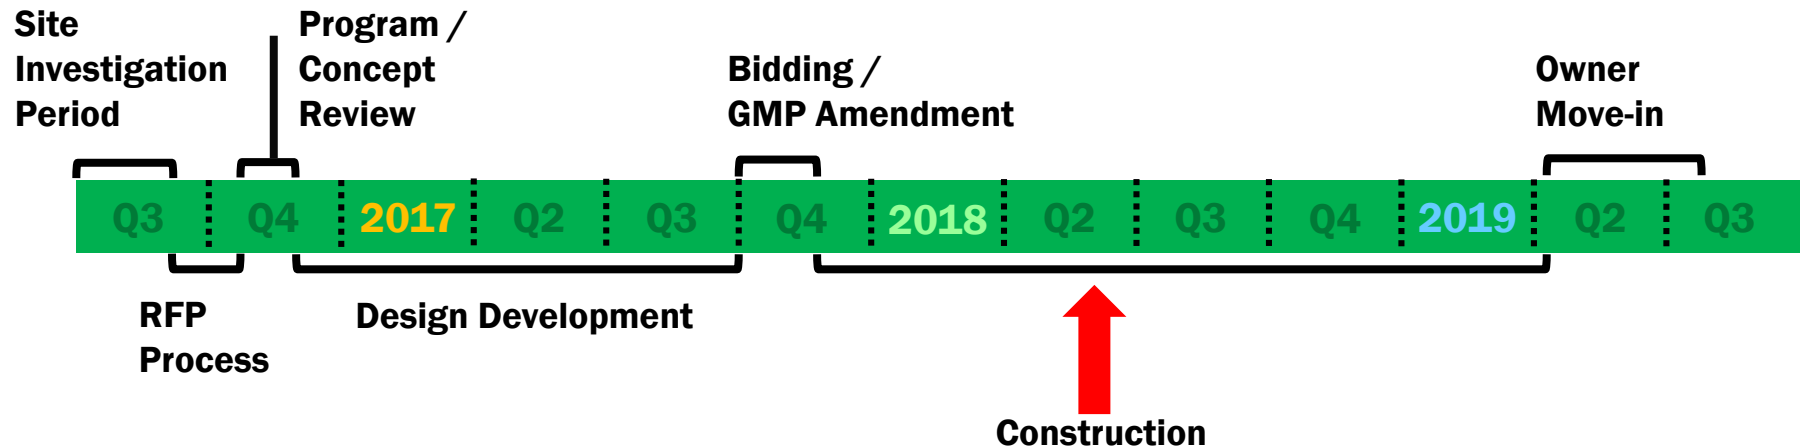 Site
Investigation
Period
Program /
Concept
Review
Bidding /
GMP Amendment
Owner
Move-in
Q3 Q4 2017 Q2 Q3 Q4 2018 Q2 Q3 Q4 2019 Q2 Q3
RFP
Process
Design Development
Construction